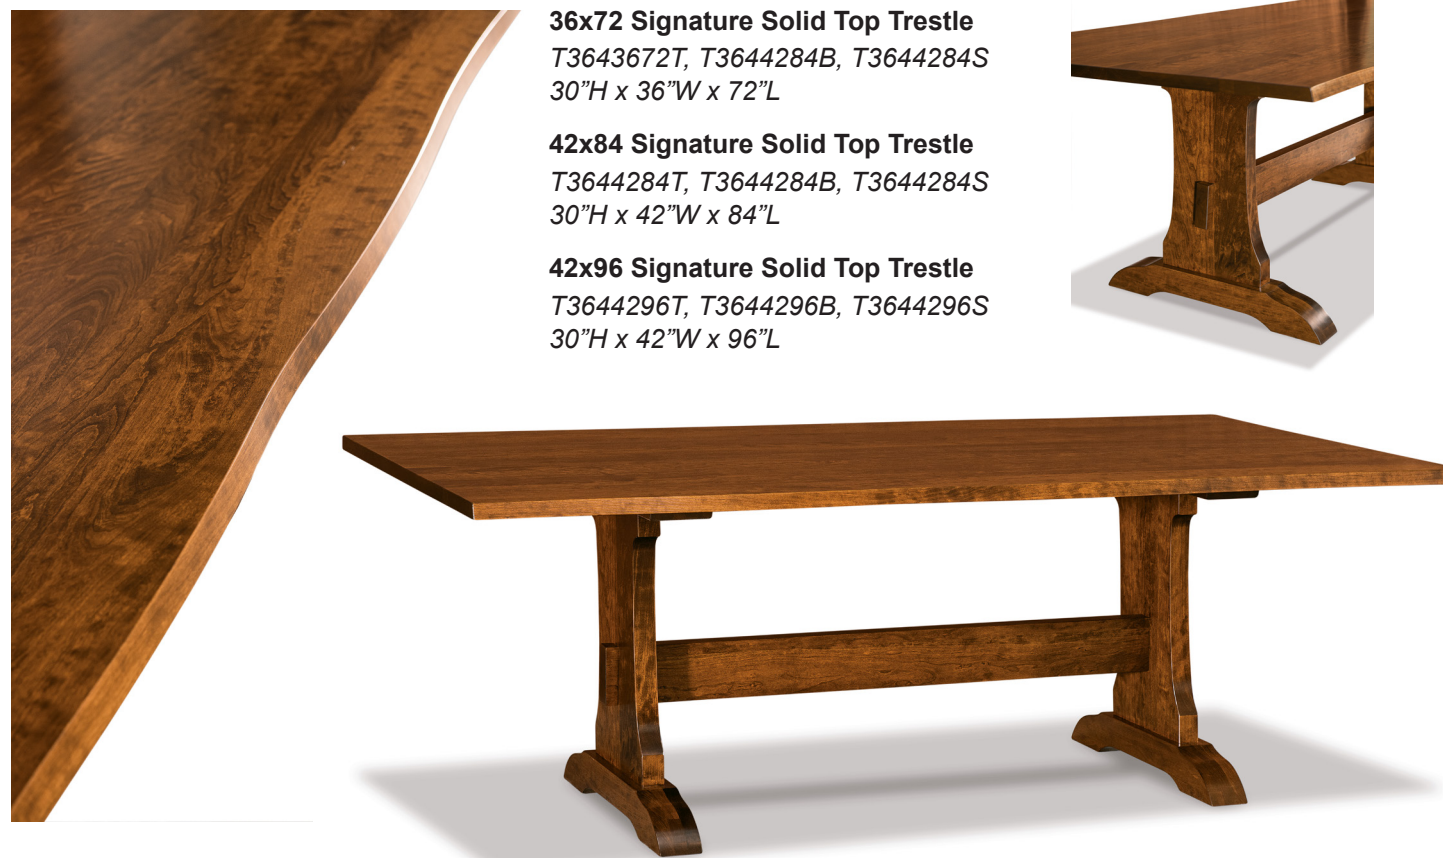 36x72 Signature Solid Top Trestle
T3643672T, T3644284B, T3644284S
30”H x 36”W x 72”L
42x84 Signature Solid Top Trestle
T3644284T, T3644284B, T3644284S
30”H x 42”W x 84”L
42x96 Signature Solid Top Trestle
T3644296T, T3644296B, T3644296S
30”H x 42”W x 96”L